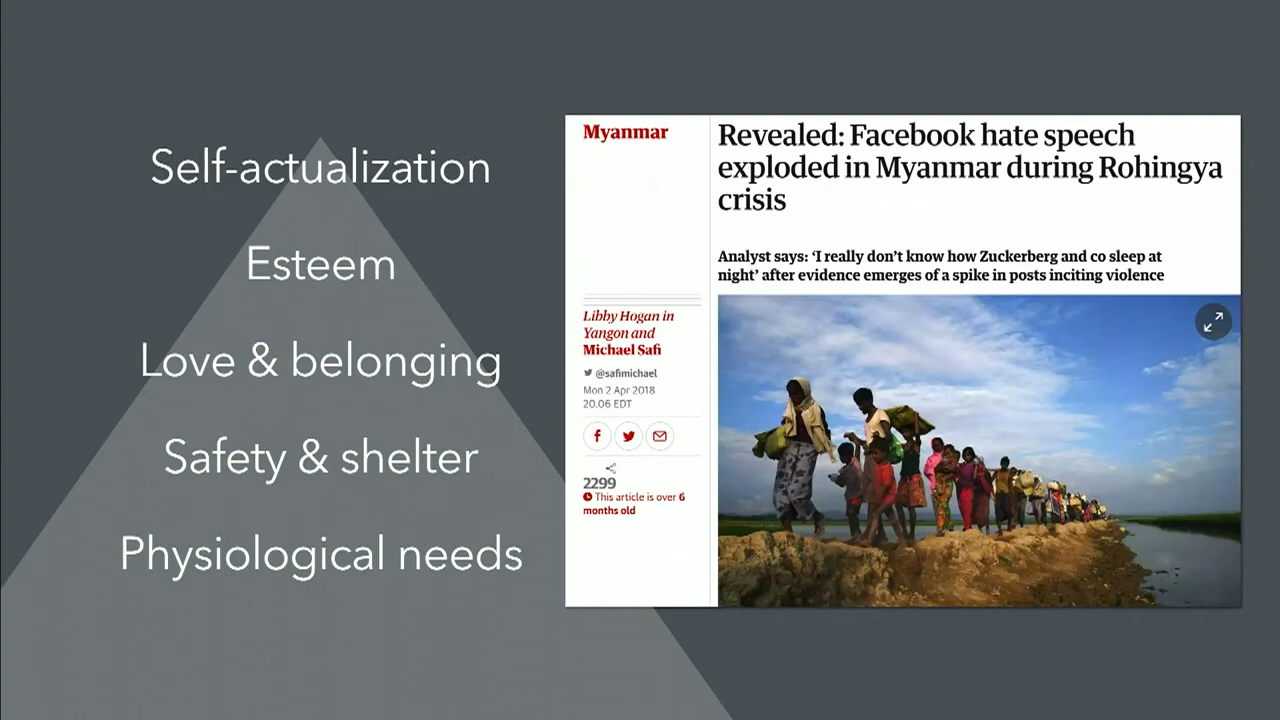 Self-actualization
Esteem
Love & belonging
Safety & shelter
Physiological needs
Myanmar
Revealed: Facebook hate speech
exploded in Myanmar during Rohingya
crisis
Analyst says: ‘I really don’t know how Zuckerberg and co sleep at
night’ after evidence emerges of a spike in posts inciting violence
Libby Hogan in
Yangon and
Michael Safi
@safimichael
Mon 2 Apr 2018
20.06 EDT
2299
This article is over 6
months old